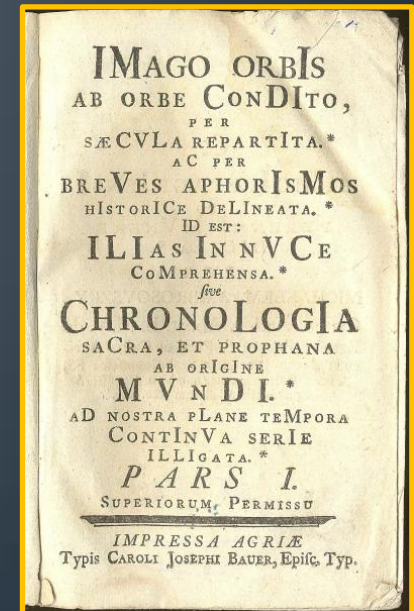 IMAGO ORBIS
AB ORBE CONDITO,
PER
SÆCVLA REPARTITA.*
AC PER
BREVES APHORISMOS
HISTORICE DELINEATA.*
ID EST:
ILIAS IN NVCE
COMPREHENSA.*
ſive
CHRONOLOGIA
SACRA, ET PROPHANA
AB ORIGINE
MVNDI.*
AD NOSTRA PLANE TEMPORA
CONTINVA SERIE
ILLIGATA.*
PARS I.
SUPERIORUM PERMISSU
IMPRESSA AGRIÆ
Typis CAROLI JOSEPHI BAUER, Epiſc. Typ.